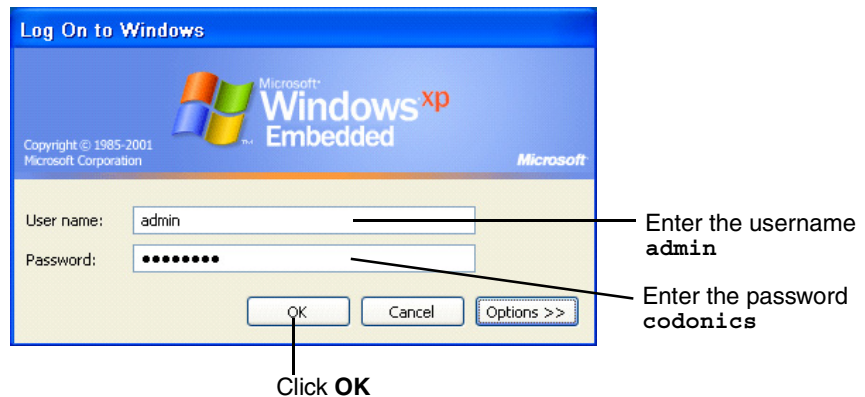 Log On to Windows
Microsoft
Windows xp
Embedded
Copyright © 1985-2001
Microsoft Corporation
Microsoft
User name: admin
Password: ●●●●●●●●
OK Cancel Options >>
Enter the username
admin
Enter the password
codonics
Click OK